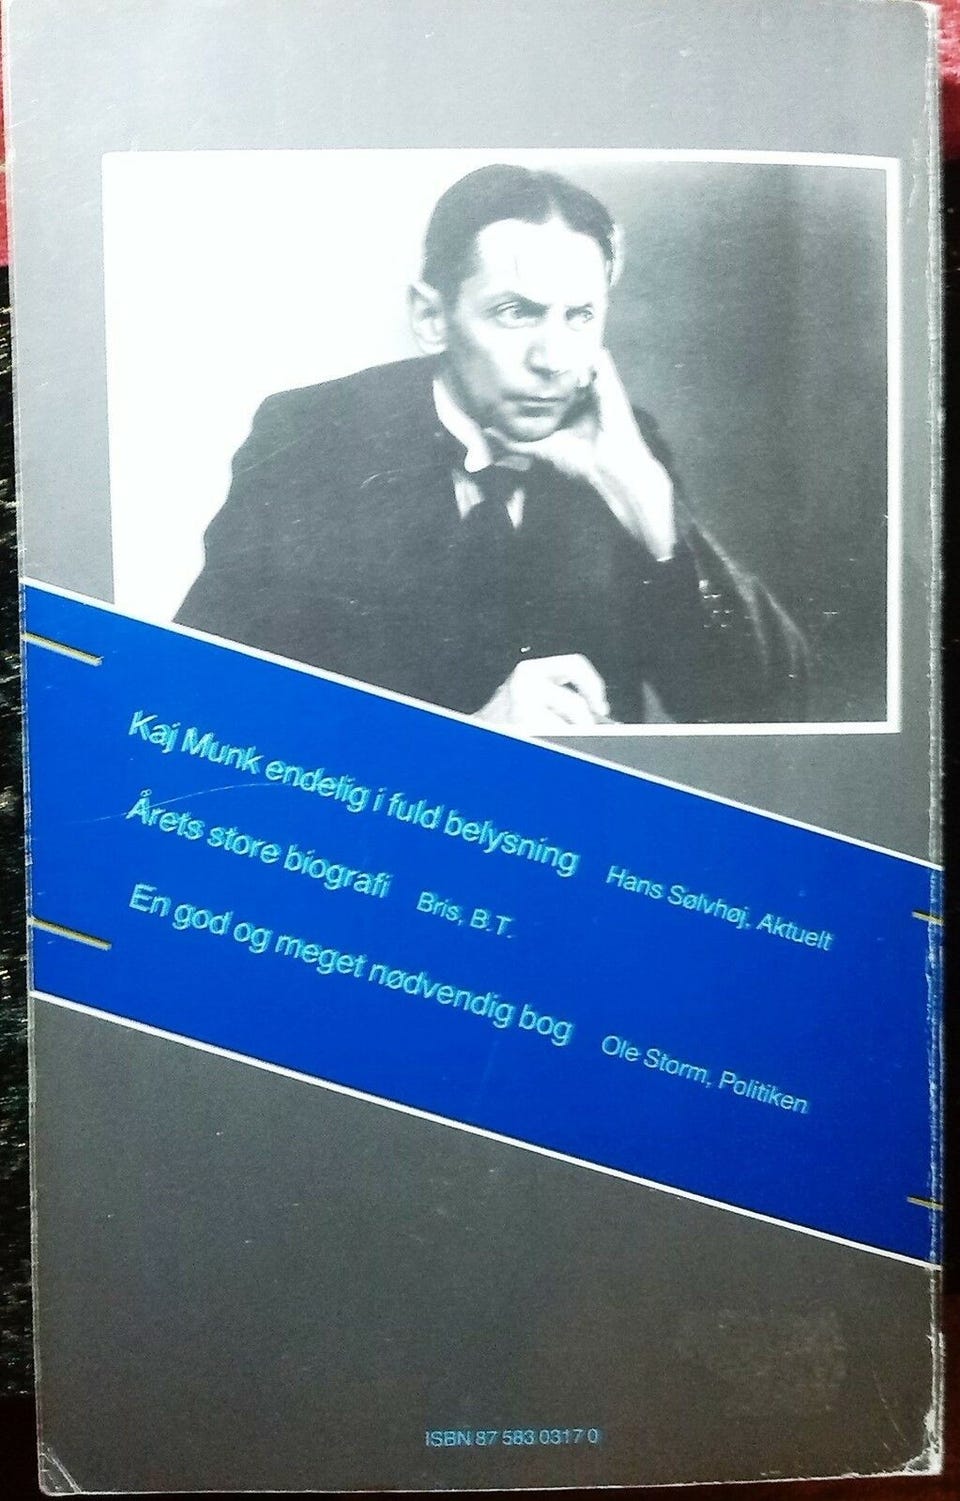 Kaj Munk endelig i fuld belysning Hans Sølvhøj, Aktuelt
Årets store biografi Bris, B.T.
En god og meget nødvendig bog Ole Storm, Politiken
ISBN 87 583 0317 0